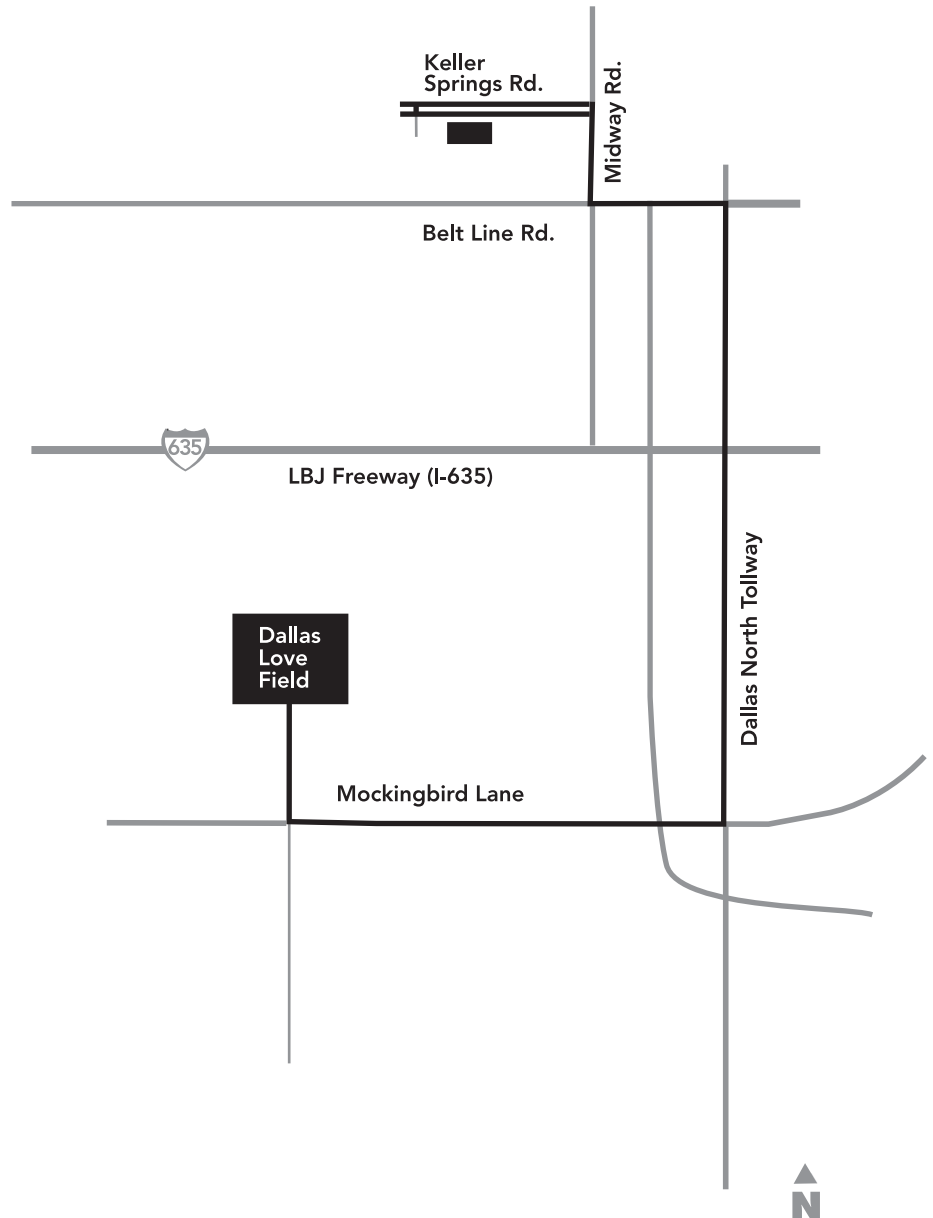 Keller
Springs Rd.
Midway Rd.
Belt Line Rd.
635
LBJ Freeway (I-635)
Dallas North Tollway
Dallas
Love
Field
Mockingbird Lane
N